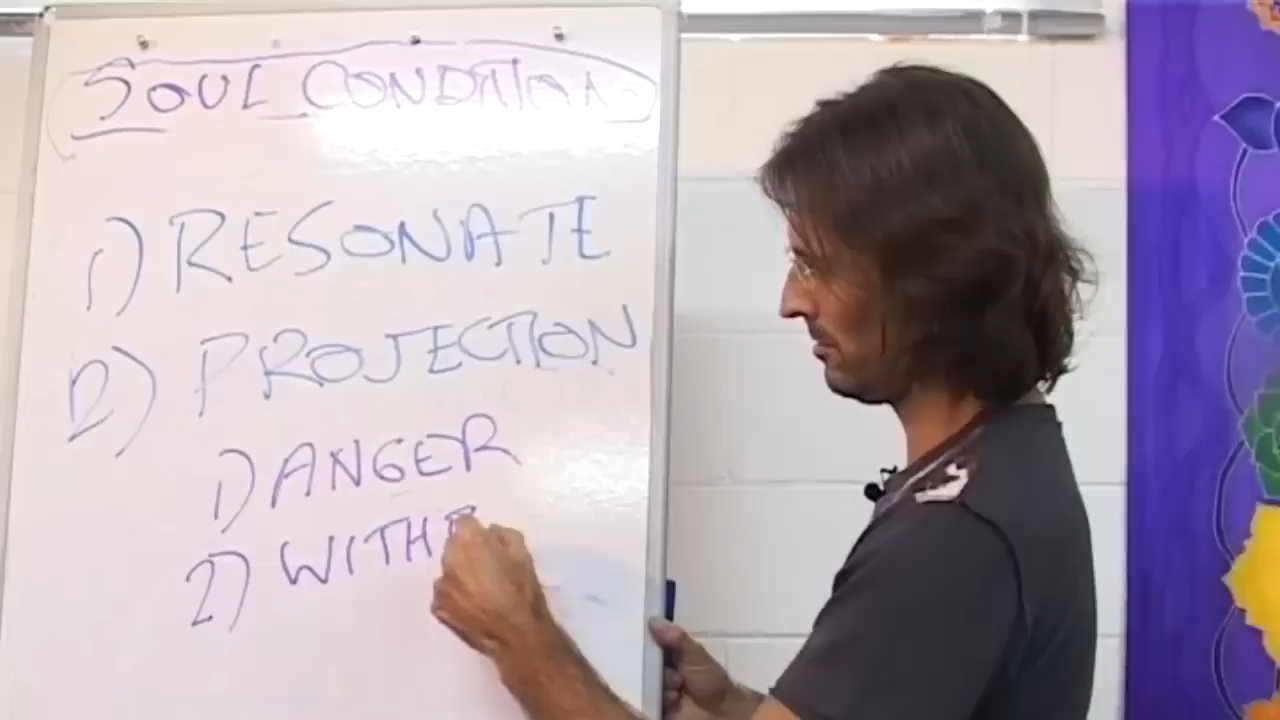 SOUL CONDITION
1) RESONATE
2) PROJECTION
1) ANGER
2) WITH